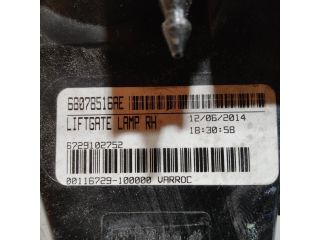 68078516AE
LIFTGATE LAMP RH 12/06/2014
18:30:58
6729102752
00116729-100000 VARROC